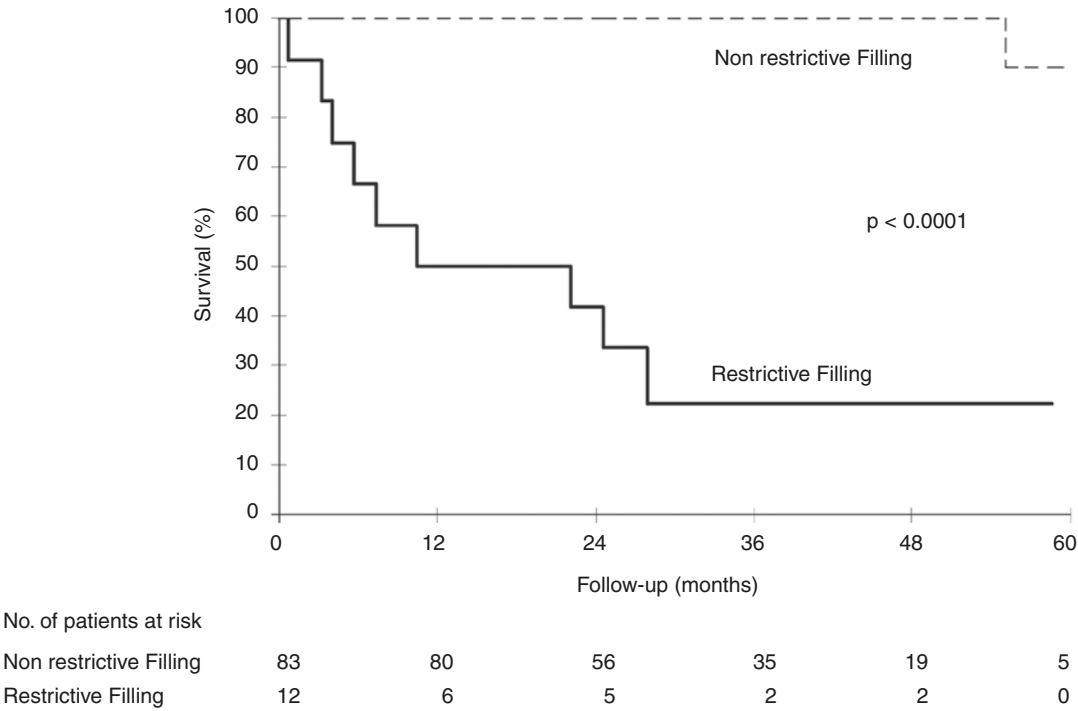 100
90
80
70
60
50
40
30
20
10
0
Survival (%)
Non restrictive Filling
p < 0.0001
Restrictive Filling
0 12 24 36 48 60
Follow-up (months)
No. of patients at risk
Non restrictive Filling 83 80 56 35 19 5
Restrictive Filling 12 6 5 2 2 0